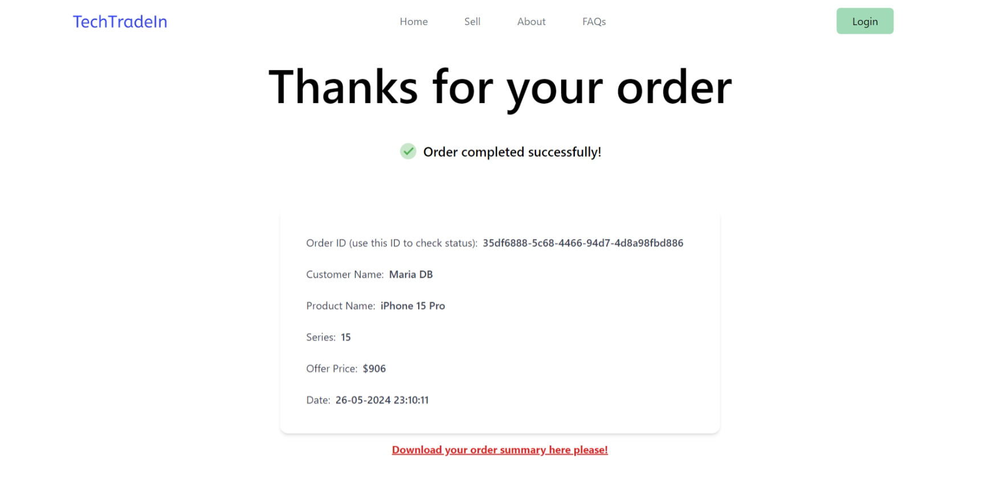 TechTradeIn
Home Sell About FAQs
Login
Thanks for your order
Order completed successfully!
Order ID (use this ID to check status): 35df6888-5c68-4466-94d7-4d8a98fbd886
Customer Name: Maria DB
Product Name: iPhone 15 Pro
Series: 15
Offer Price: $906
Date: 26-05-2024 23:10:11
Download your order summary here please!